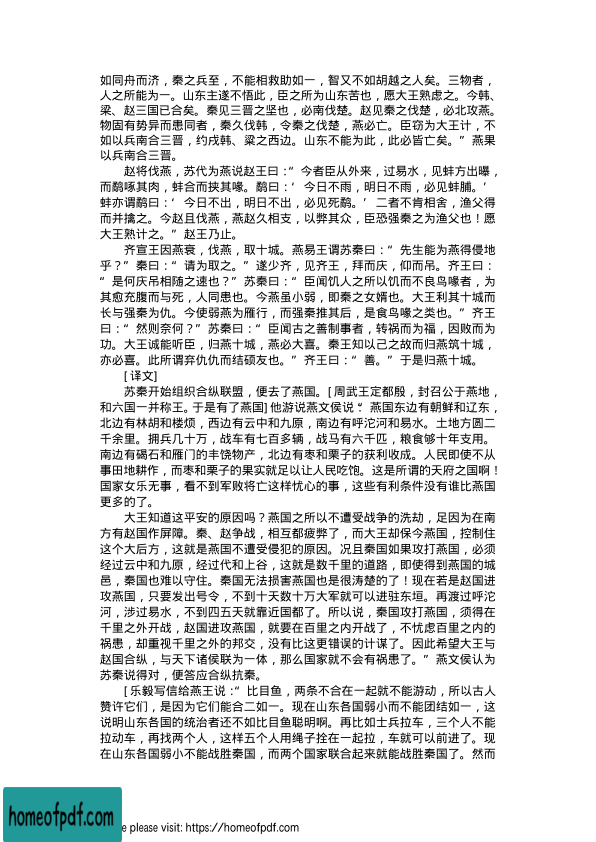 如同舟而济，秦之兵至，不能相救助如一，智又不如胡越之人矣。三物者，
人之所能为一。山东主遂不悟此，臣之所为山东苦也，愿大王熟虑之。今韩、
梁、赵三国已合矣。秦见三晋之坚也，必南伐楚。赵见秦之伐楚，必北攻燕。
物固有势异而患同者，秦久伐韩，令秦之伐楚，燕必亡。臣窃为大王计，不
如以兵南合三晋，约戌韩、梁之西边。山东不能为此，此必皆亡矣。”燕果
以兵南合三晋。
赵将伐燕，苏代为燕说赵王曰：“今者臣从外来，过易水，见蚌方出曝，
而鹬啄其肉，蚌合而挟其喙。鹬曰：‘今日不雨，明日不雨，必见蚌脯。’
蚌亦谓鹬曰：‘今日不出，明日不出，必见死鹬。’二者不肯相舍，渔父得
而并擒之。今赵且伐燕，燕赵久相支，以弊其众，臣恐强秦之为渔父也！愿
大王熟计之。”赵王乃止。
齐宣王因燕衰，伐燕，取十城。燕易王谓苏秦曰：“先生能为燕得侵地
乎？”秦曰：“请为取之。”遂少齐，见齐王，拜而庆，仰而吊。齐王曰：
“是何庆吊相随之速也？”苏秦曰：“臣闻饥人之所以饥而不良鸟喙者，为
其愈充腹而与死，人同患也。今燕虽小弱，即秦之女婿也。大王利其十城而
长与强秦为仇。今使弱燕为雁行，而强秦推其后，是食鸟喙之类也。”齐王
曰：“然则奈何？”苏秦曰：“臣闻古之善制事者，转祸而为福，因败而为
功。大王诚能听臣，归燕十城，燕必大喜。秦王知以己之故而归燕筑十城，
亦必喜。此所谓弃仇仇而结硕友也。”齐王曰：“善。”于是归燕十城。
[译文]
苏秦开始组织合纵联盟，便去了燕国。[周武王定都殷，封召公于燕地，
和六国一并称王。于是有了燕国]他游说燕文侯说：“燕国东边有朝鲜和辽东，
北边有林胡和楼烦，西边有云中和九原，南边有呼沱河和易水。土地方圆二
千余里。拥兵几十万，战车有七百多辆，战马有六千匹，粮食够十年支用。
南边有碣石和雁门的丰饶物产，北边有枣和栗子的获利收成。人民即使不从
事田地耕作，而枣和栗子的果实就足以让人民吃饱。这是所谓的天府之国啊！
国家女乐无事，看不到军败将亡这样忧心的事，这些有利条件没有谁比燕国
更多的了。
大王知道这平安的原因吗？燕国之所以不遭受战争的洗劫，足因为在南
方有赵国作屏障。秦、赵争战，相互都疲弊了，而大王却保今燕国，控制住
这个大后方，这就是燕国不遭受侵犯的原因。况且秦国如果攻打燕国，必须
经过云中和九原，经过代和上谷，这就是数千里的道路，即使得到燕国的城
邑，秦国也难以守住。秦国无法损害燕国也是很涛楚的了！现在若是赵国进
攻燕国，只要发出号令，不到十天数十万大军就可以进驻东垣。再渡过呼沱
河，涉过易水，不到四五天就靠近国都了。所以说，秦国攻打燕国，须得在
千里之外开战，赵国进攻燕国，就要在百里之内开战了，不忧虑百里之内的
祸患，却重视千里之外的邦交，没有比这更错误的计谋了。因此希望大王与
赵国合纵，与天下诸侯联为一体，那么国家就不会有祸患了。”燕文侯认为
苏秦说得对，便答应合纵抗秦。
[乐毅写信给燕王说：“比目鱼，两条不合在一起就不能游动，所以古人
赞许它们，是因为它们能合二如一。现在山东各国弱小而不能团结如一，这
说明山东各国的统治者还不如比目鱼聪明啊。再比如士兵拉车，三个人不能
拉动车，再找两个人，这样五个人用绳子拴在一起拉，车就可以前进了。现
在山东各国弱小不能战胜秦国，而两个国家联合起来就能战胜秦国了。然而
homeofpdf.com
e please visit: https://homeofpdf.com